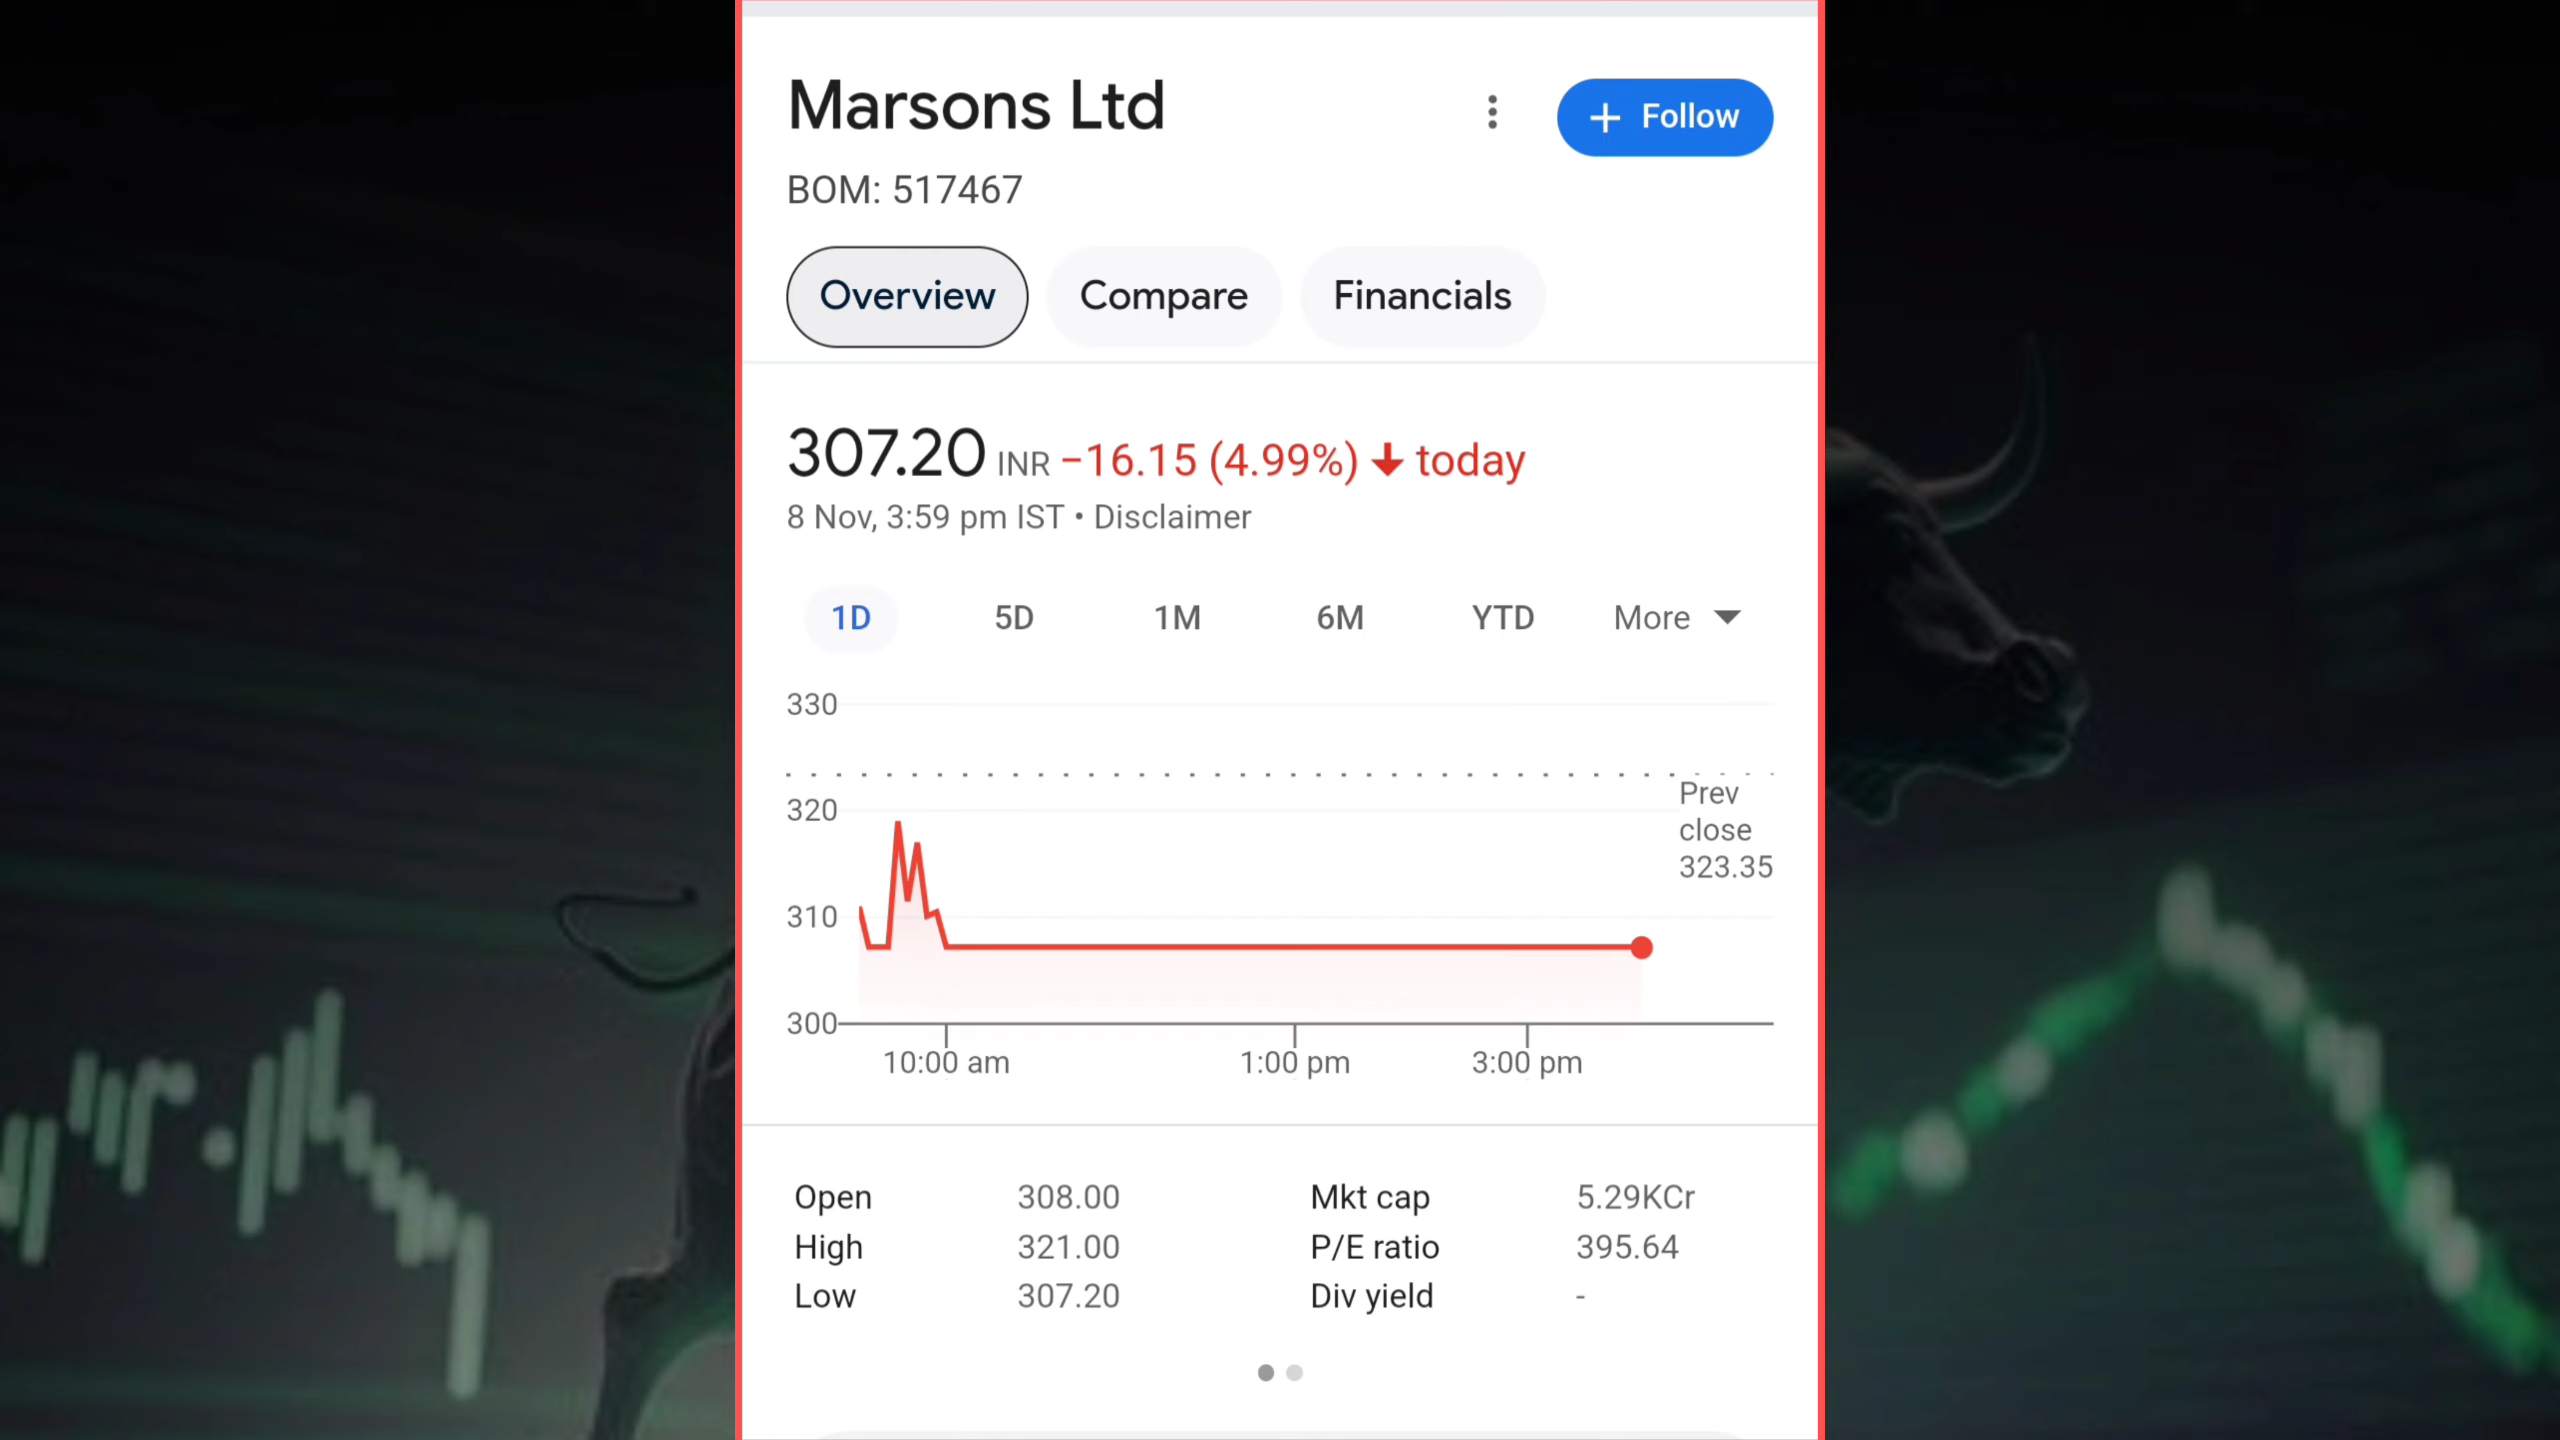 Marsons Ltd
+ Follow
BOM: 517467
Overview Compare Financials
307.20 INR −16.15 (4.99%) ↓ today
8 Nov, 3:59 pm IST • Disclaimer
1D 5D 1M 6M YTD More
330
320
310
300
Prev
close
323.35
10:00 am 1:00 pm 3:00 pm
Open 308.00 Mkt cap 5.29KCr
High 321.00 P/E ratio 395.64
Low 307.20 Div yield -